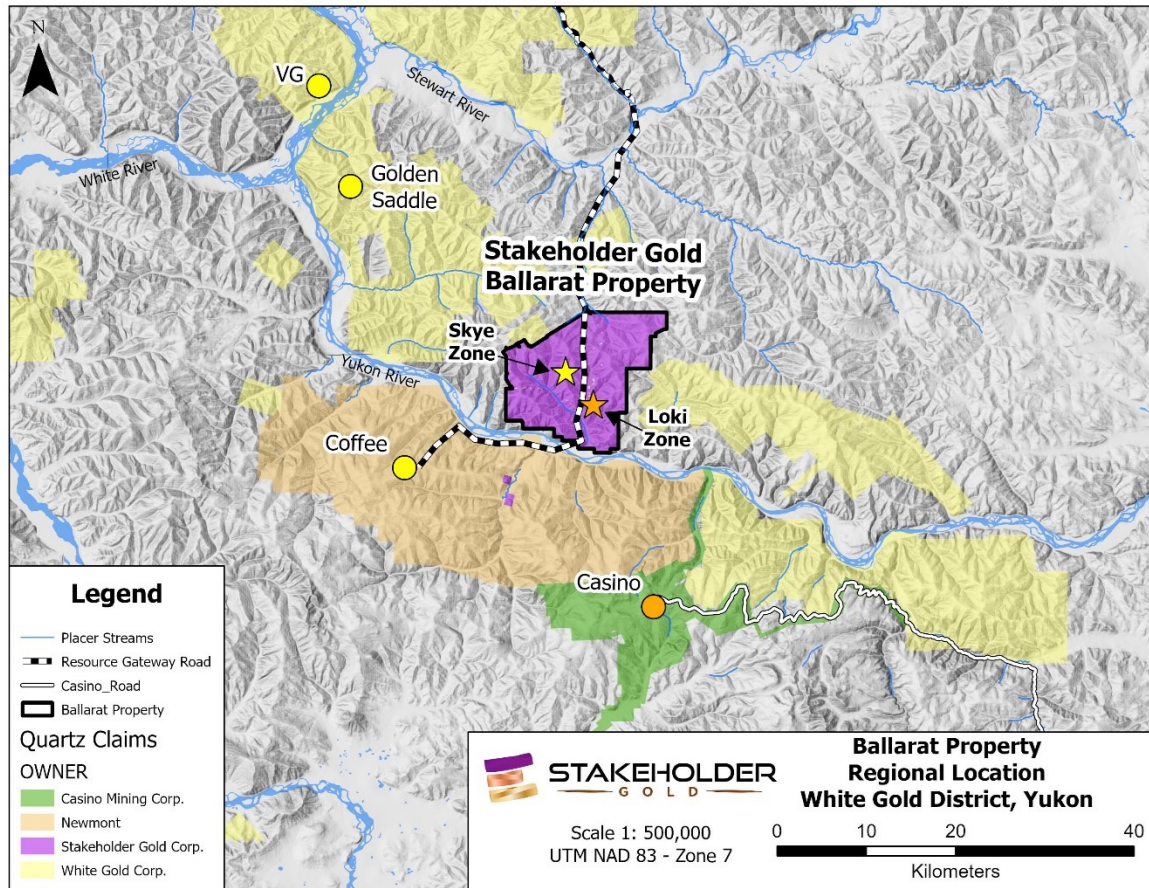 N
VG
Stewart River
White River
Golden
Saddle
Stakeholder Gold
Ballarat Property
Skye
Zone
Yukon River
Loki
Zone
Coffee
Casino
Legend
Placer Streams
Resource Gateway Road
Casino_Road
Ballarat Property
Quartz Claims
OWNER
Casino Mining Corp.
Newmont
Stakeholder Gold Corp.
White Gold Corp.
STAKEHOLDER
GOLD
Scale 1: 500,000
UTM NAD 83 - Zone 7
Ballarat Property
Regional Location
White Gold District, Yukon
0 10 20 40
Kilometers